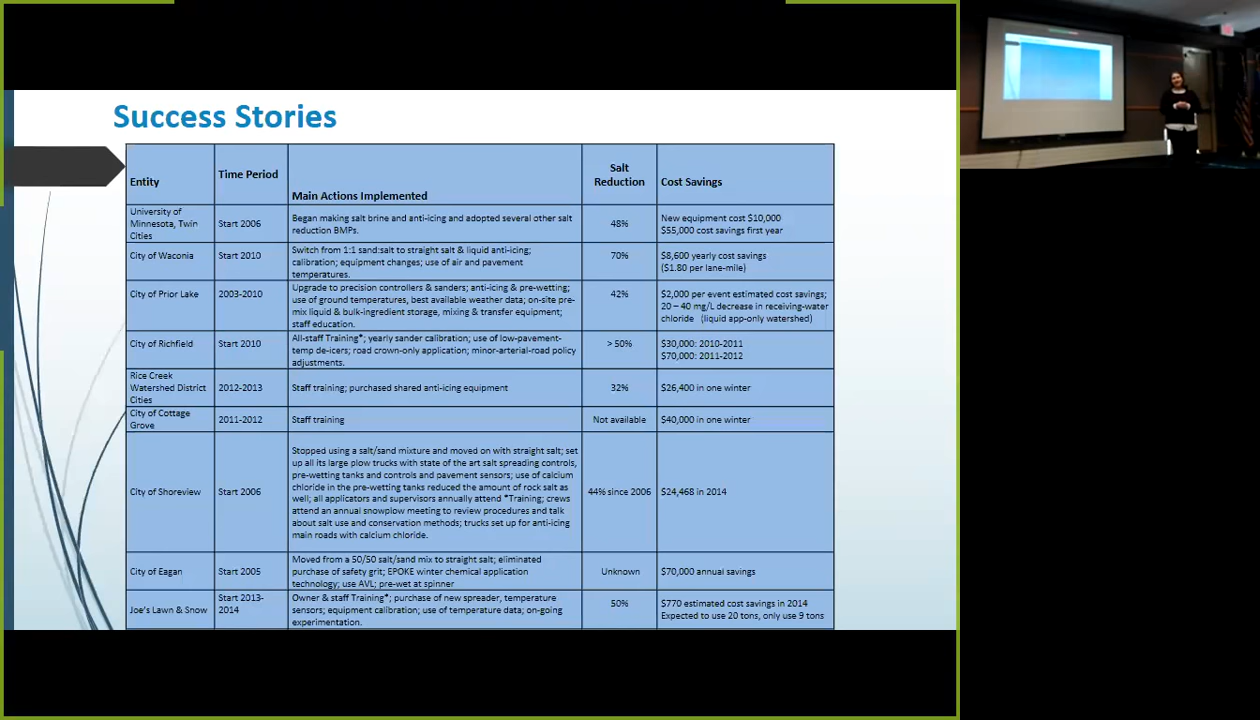 Success Stories
Entity
Time Period
Main Actions Implemented
Salt
Reduction
Cost Savings
University of
Minnesota, Twin
Cities
Start 2006
Began making salt brine and anti-icing and adopted several other salt
reduction BMPs.
48%
New equipment cost $10,000
$55,000 cost savings first year
City of Waconia
Start 2010
Switch from 1:1 sand:salt to straight salt & liquid anti-icing;
calibration; equipment changes; use of air and pavement
temperatures.
70%
$8,600 yearly cost savings
($1.80 per lane-mile)
City of Prior Lake
2003-2010
Upgrade to precision controllers & sanders; anti-icing & pre-wetting;
use of ground temperatures, best available weather data; on-site pre-
mix liquid & bulk-ingredient storage, mixing & transfer equipment;
staff education.
42%
$2,000 per event estimated cost savings;
20 – 40 mg/L decrease in receiving-water
chloride (liquid app-only watershed)
City of Richfield
Start 2010
All-staff Training*; yearly sander calibration; use of low-pavement-
temp de-icers; road crown-only application; minor-arterial-road policy
adjustments.
> 50%
$30,000: 2010-2011
$70,000: 2011-2012
Rice Creek
Watershed District
Cities
2012-2013
Staff training; purchased shared anti-icing equipment
32%
$26,400 in one winter
City of Cottage
Grove
2011-2012
Staff training
Not available
$40,000 in one winter
City of Shoreview
Start 2006
Stopped using a salt/sand mixture and moved on with straight salt; set
up all its large plow trucks with state of the art salt spreading controls,
pre-wetting tanks and controls and pavement sensors; use of calcium
chloride in the pre-wetting tanks reduced the amount of rock salt as
well; all applicators and supervisors annually attend *Training; crews
attend an annual snowplow meeting to review procedures and talk
about salt use and conservation methods; trucks set up for anti-icing
main roads with calcium chloride.
44% since 2006
$24,468 in 2014
City of Eagan
Start 2005
Moved from a 50/50 salt/sand mix to straight salt; eliminated
purchase of safety grit; EPOKE winter chemical application
technology; use AVL; pre-wet at spinner
Unknown
$70,000 annual savings
Joe's Lawn & Snow
Start 2013-
2014
Owner & staff Training*; purchase of new spreader, temperature
sensors; equipment calibration; use of temperature data; on-going
experimentation.
50%
$770 estimated cost savings in 2014
Expected to use 20 tons, only use 9 tons